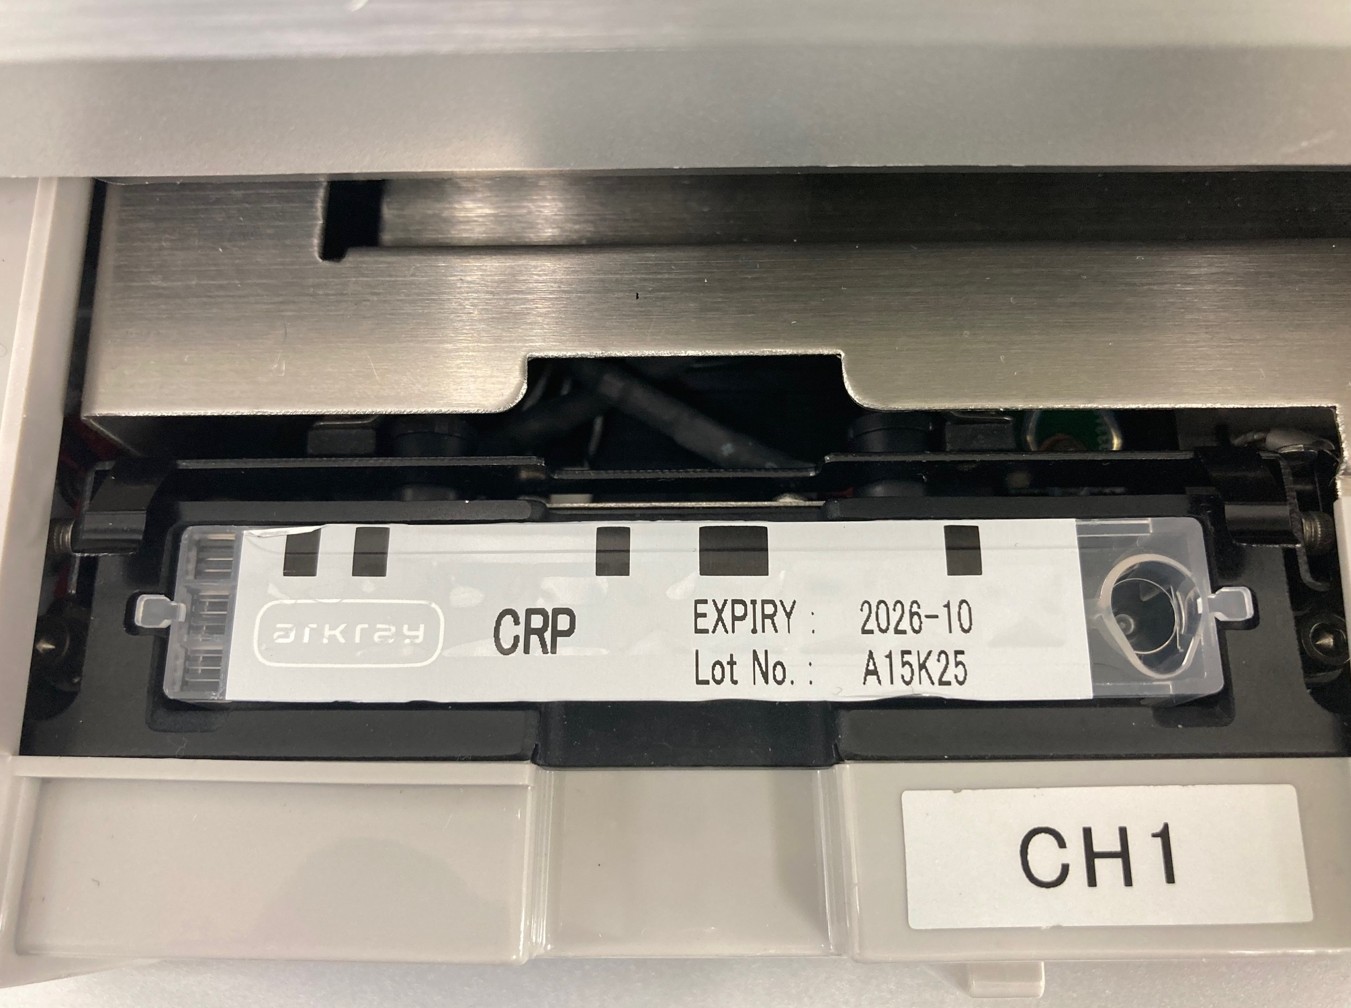 arkray
CRP
EXPIRY : 2026-10
Lot No. : A15K25
CH1